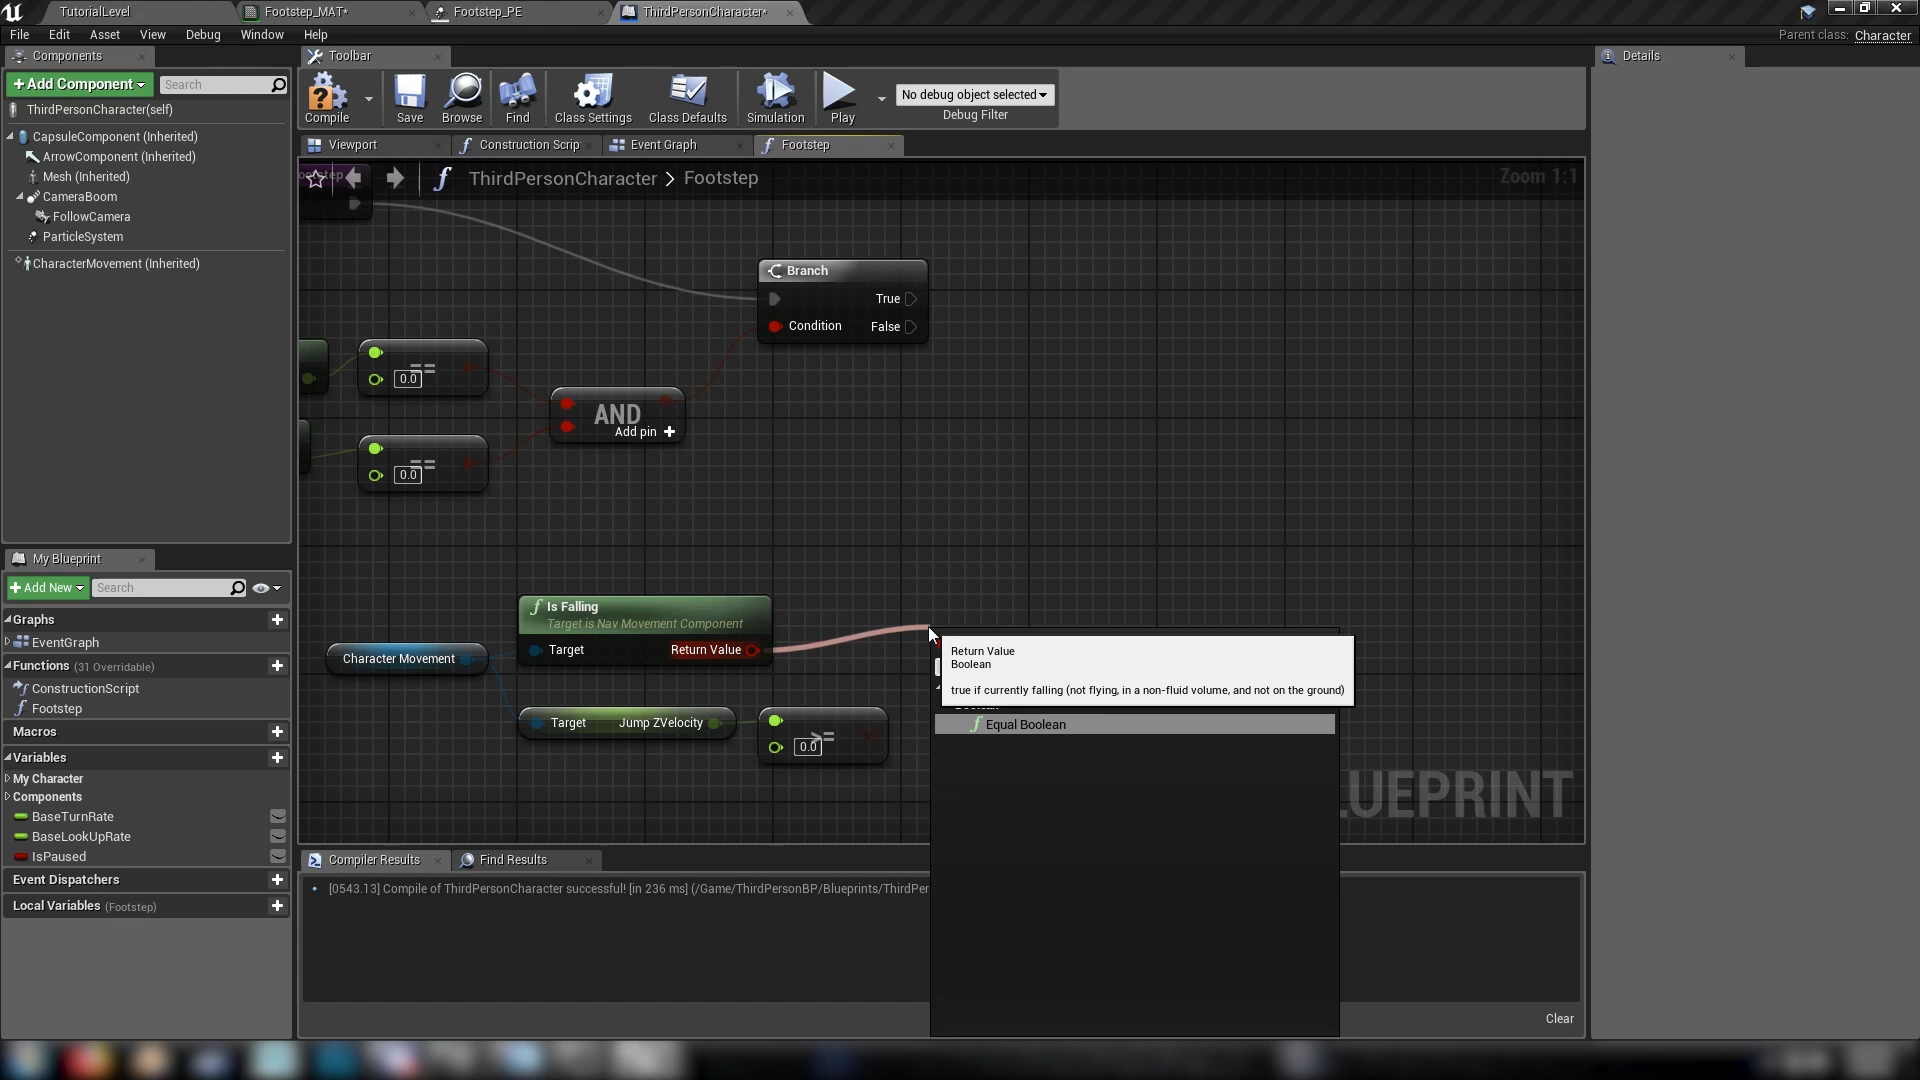 TutorialLevel
Footstep_MAT*
Footstep_PE
ThirdPersonCharacter*
File
Edit
Asset
View
Debug
Window
Help
Parent class: Character
Components
Toolbar
Details
+ Add Component
Search
ThirdPersonCharacter(self)
CapsuleComponent (Inherited)
ArrowComponent (Inherited)
Mesh (Inherited)
CameraBoom
FollowCamera
ParticleSystem
CharacterMovement (Inherited)
Compile
Save
Browse
Find
Class Settings
Class Defaults
Simulation
Play
No debug object selected
Debug Filter
Viewport
Construction Scrip
Event Graph
Footstep
ThirdPersonCharacter > Footstep
Zoom 1:1
Branch
True
Condition
False
==
0.0
AND
Add pin +
==
0.0
Is Falling
Target is Nav Movement Component
Target
Return Value
Character Movement
Target
Jump ZVelocity
>=
0.0
Return Value
Boolean
true if currently falling (not flying, in a non-fluid volume, and not on the ground)
f Equal Boolean
LUEPRINT
My Blueprint
+ Add New
Search
Graphs
EventGraph
Functions (31 Overridable)
ConstructionScript
Footstep
Macros
Variables
My Character
Components
BaseTurnRate
BaseLookUpRate
IsPaused
Event Dispatchers
Local Variables (Footstep)
Compiler Results
Find Results
[0543.13] Compile of ThirdPersonCharacter successful! [in 236 ms] (/Game/ThirdPersonBP/Blueprints/ThirdPer
Clear